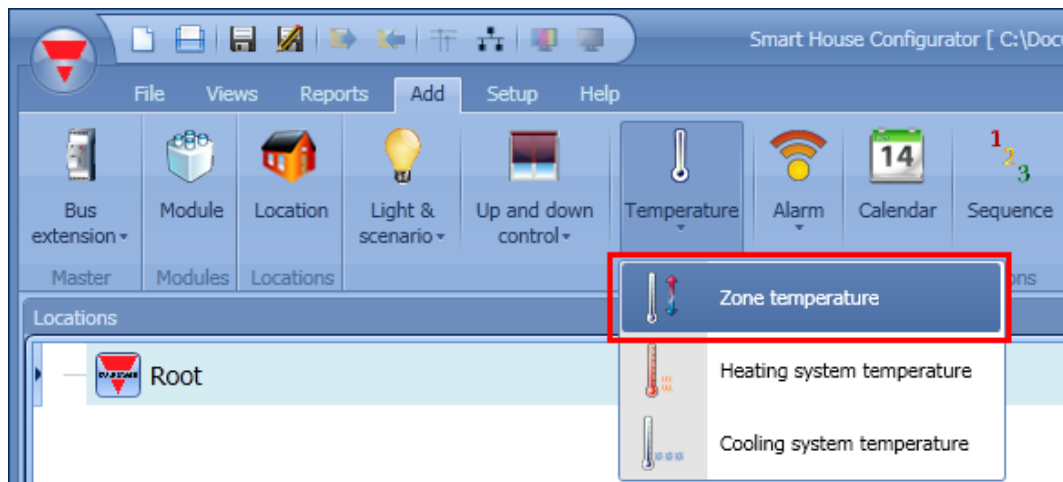 Smart House Configurator [ C:\Docu
File Views Reports Add Setup Help
14
1 2 3
Bus extension
Module
Location
Light & scenario
Up and down control
Temperature
Alarm
Calendar
Sequence
Master
Modules
Locations
ons
Zone temperature
Locations
Root
Heating system temperature
Cooling system temperature